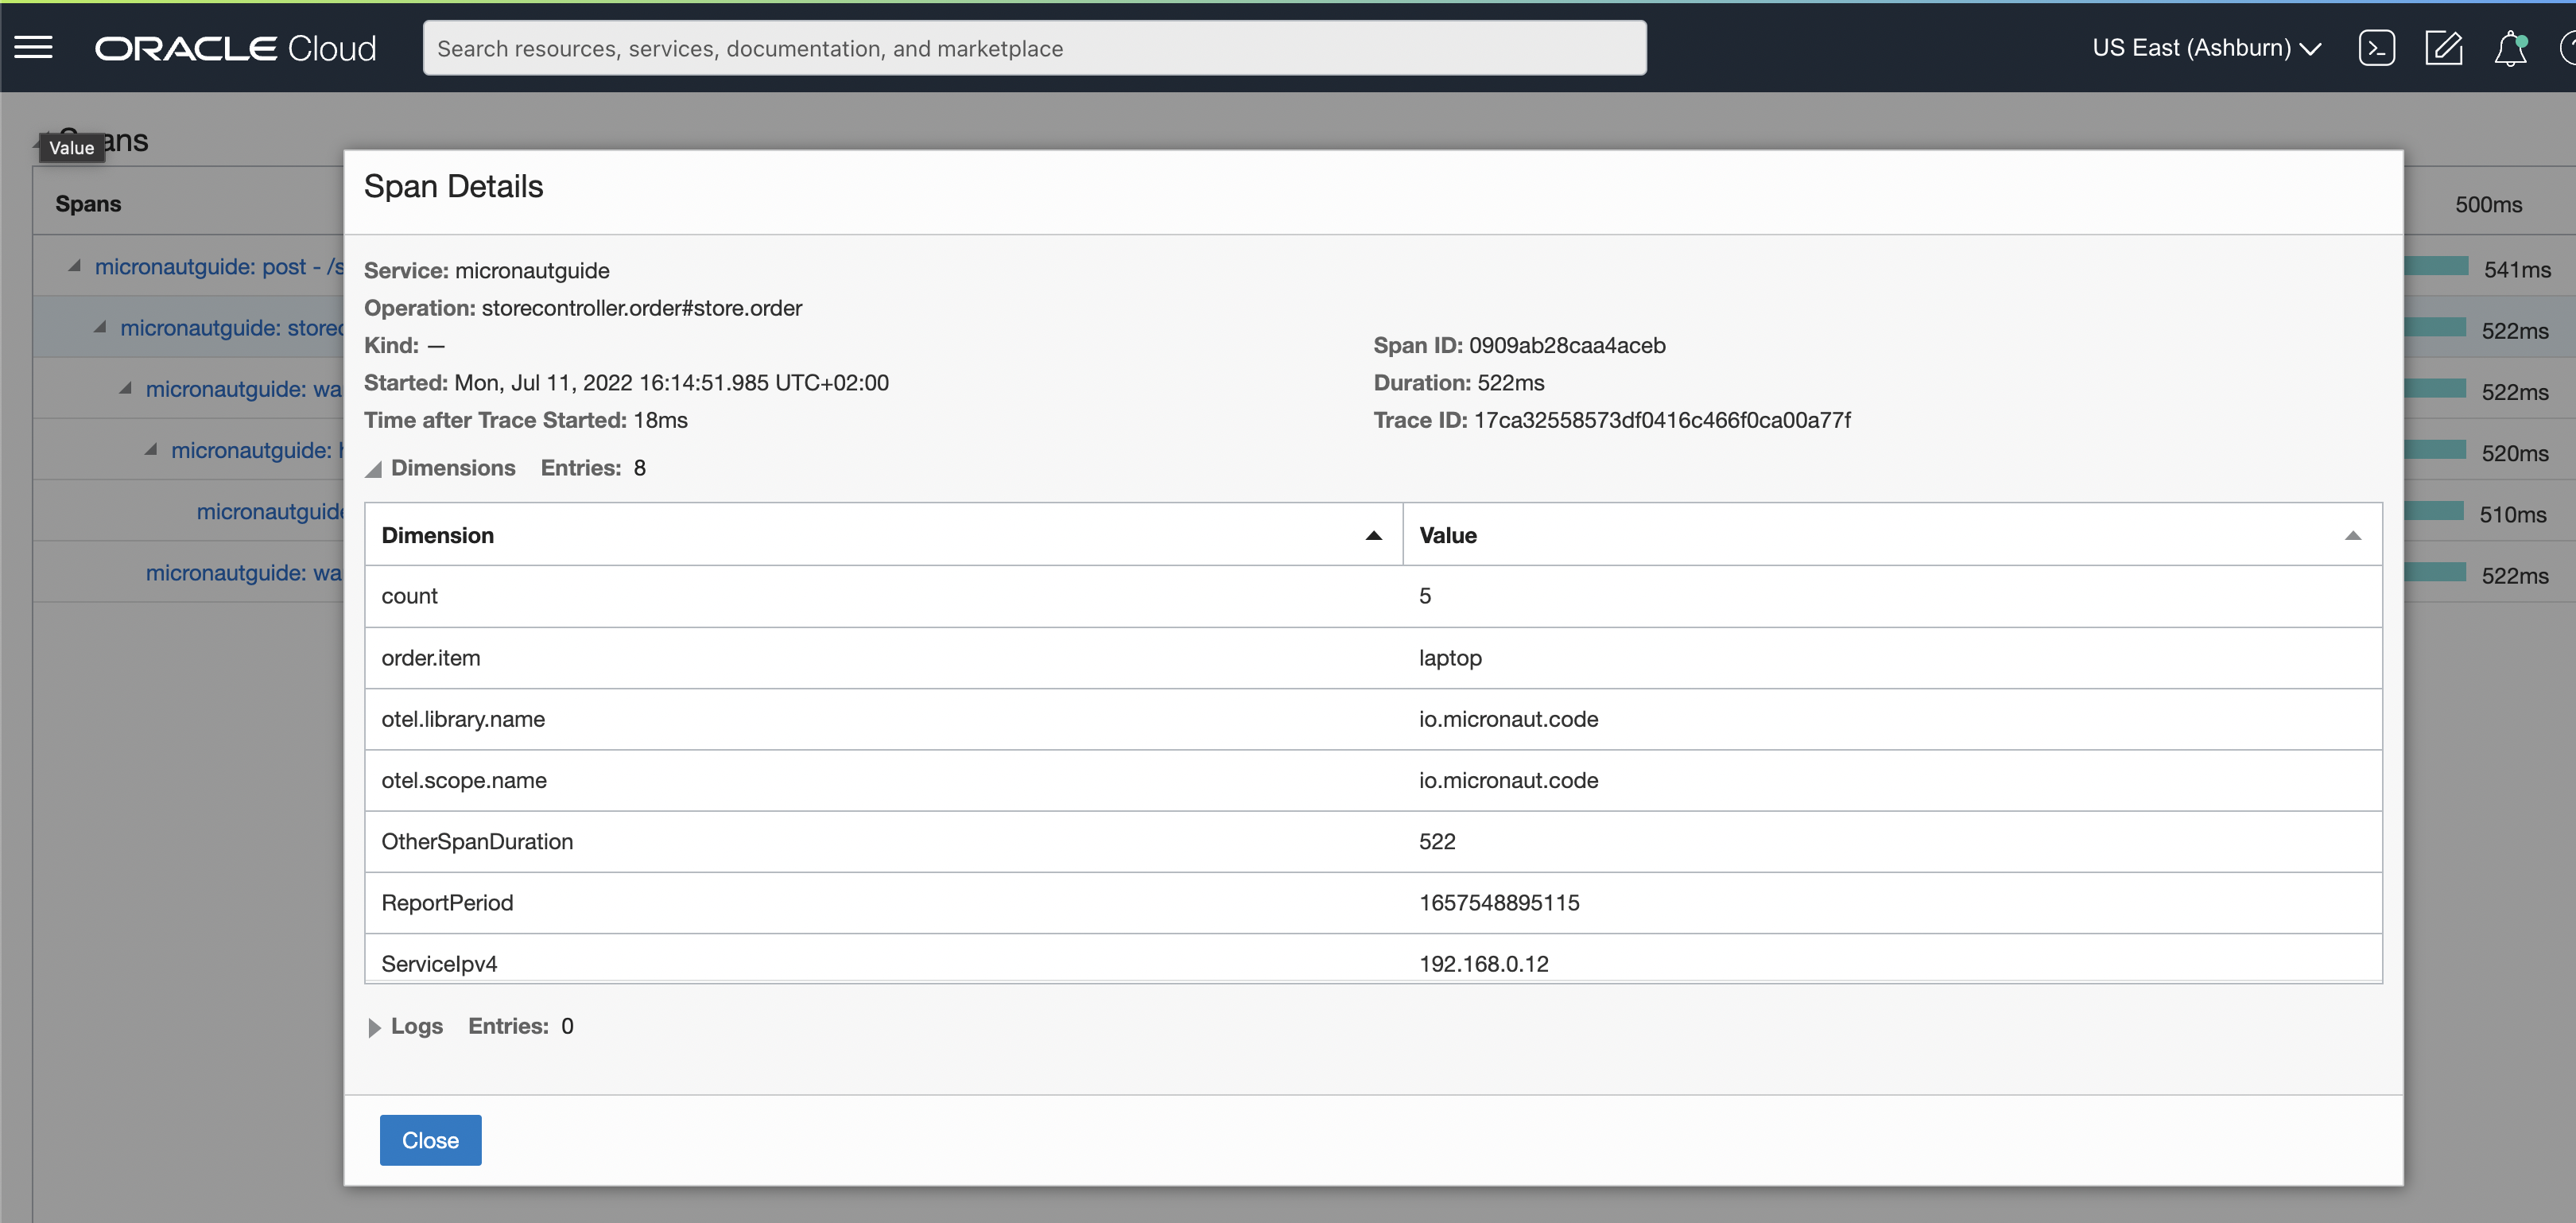 ORACLE Cloud
Search resources, services, documentation, and marketplace
US East (Ashburn)
Value
Spans
500ms
micronautguide: post - /s
541ms
micronautguide: storec
522ms
micronautguide: wa
522ms
micronautguide:
520ms
micronautguide
510ms
micronautguide: wa
522ms
Span Details
Service: micronautguide
Operation: storecontroller.order#store.order
Kind: —
Span ID: 0909ab28caa4aceb
Started: Mon, Jul 11, 2022 16:14:51.985 UTC+02:00
Duration: 522ms
Time after Trace Started: 18ms
Trace ID: 17ca32558573df0416c466f0ca00a77f
Dimensions Entries: 8
Dimension Value
count 5
order.item laptop
otel.library.name io.micronaut.code
otel.scope.name io.micronaut.code
OtherSpanDuration 522
ReportPeriod 1657548895115
ServiceIpv4 192.168.0.12
Logs Entries: 0
Close